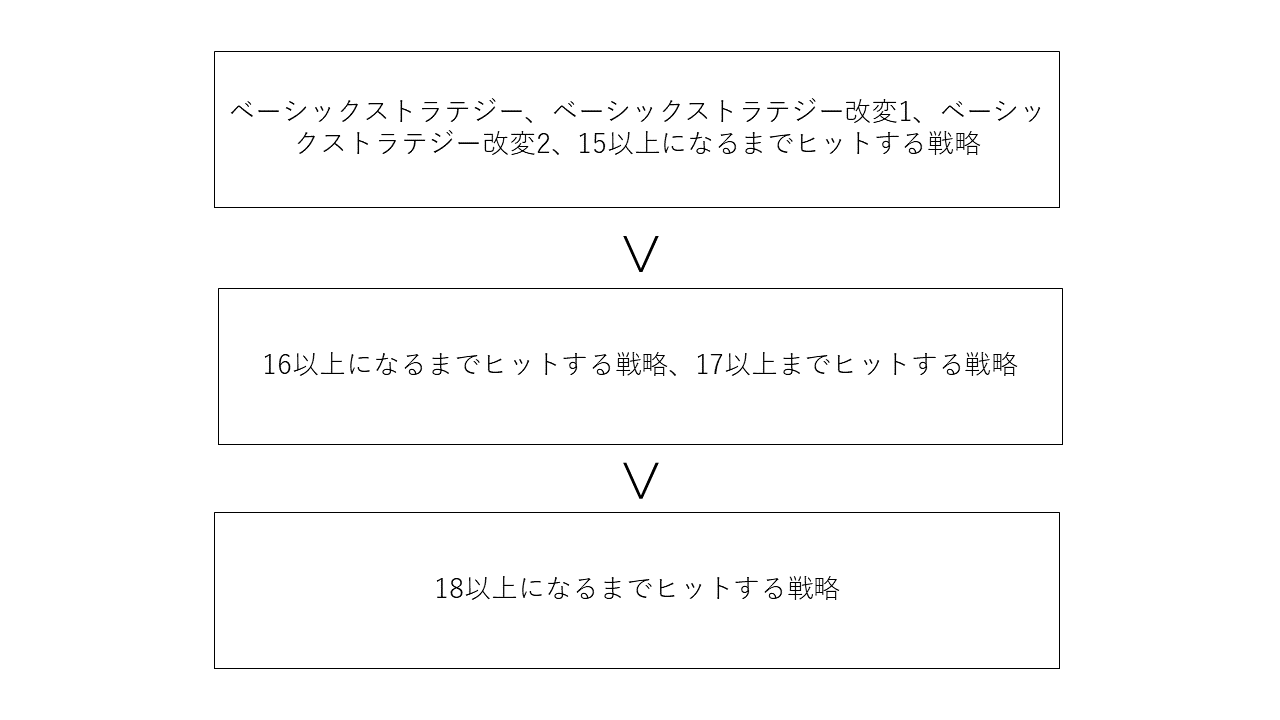 ベーシックストラテジー、ベーシックストラテジー改変1、ベーシッ
クストラテジー改変2、15以上になるまでヒットする戦略
∨
16以上になるまでヒットする戦略、17以上までヒットする戦略
∨
18以上になるまでヒットする戦略